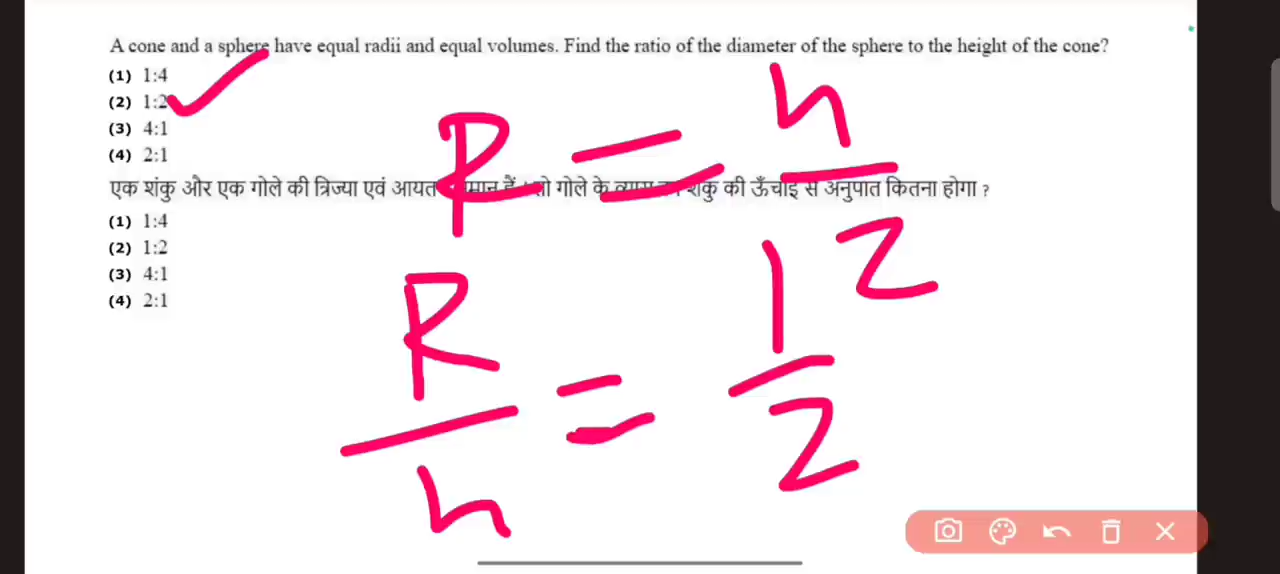 A cone and a sphere have equal radii and equal volumes. Find the ratio of the diameter of the sphere to the height of the cone?
(1) 1:4
(2) 1:2
(3) 4:1
(4) 2:1
एक शंकु और एक गोले की त्रिज्या एवं आयतन समान हैं। तो गोले के व्यास का शंकु की ऊँचाई से अनुपात कितना होगा ?
(1) 1:4
(2) 1:2
(3) 4:1
(4) 2:1
R = h/2
R/h = 1/2